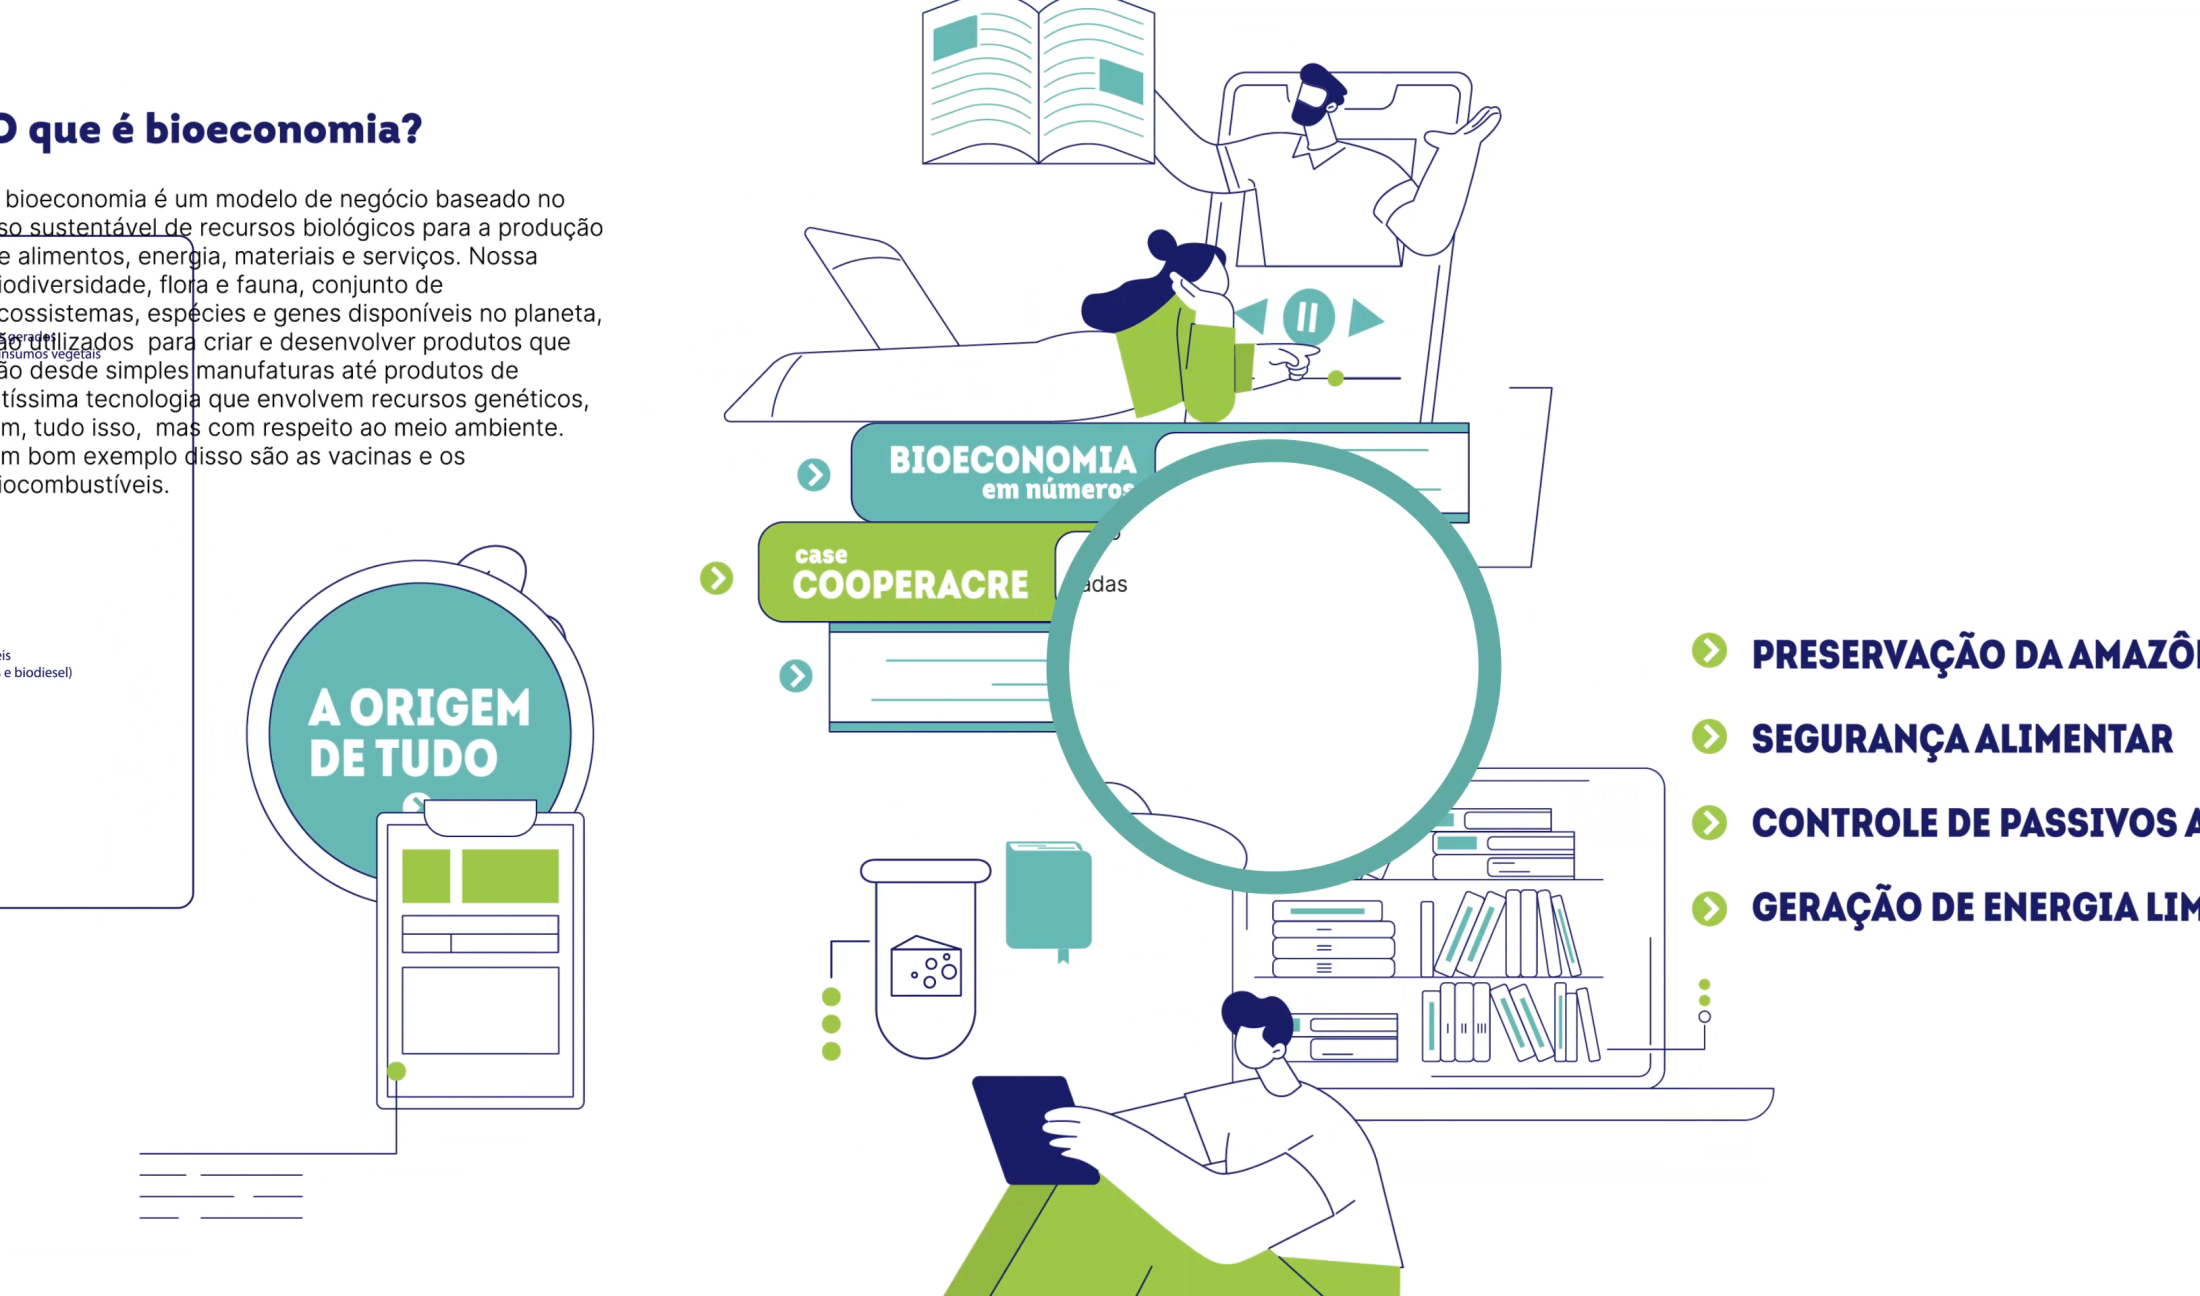 O que é bioeconomia?
bioeconomia é um modelo de negócio baseado no
so sustentável de recursos biológicos para a produção
e alimentos, energia, materiais e serviços. Nossa
iodiversidade, flora e fauna, conjunto de
cossistemas, espécies e genes disponíveis no planeta,
ão utilizados para criar e desenvolver produtos que
ão desde simples manufaturas até produtos de
tíssima tecnologia que envolvem recursos genéticos,
m, tudo isso, mas com respeito ao meio ambiente.
m bom exemplo disso são as vacinas e os
iocombustíveis.
gerados
insumos vegetais
eis
e biodiesel)
A ORIGEM
DE TUDO
BIOECONOMIA
em números
case
COOPERACRE
adas
PRESERVAÇÃO DA AMAZÔ
SEGURANÇA ALIMENTAR
CONTROLE DE PASSIVOS A
GERAÇÃO DE ENERGIA LIM